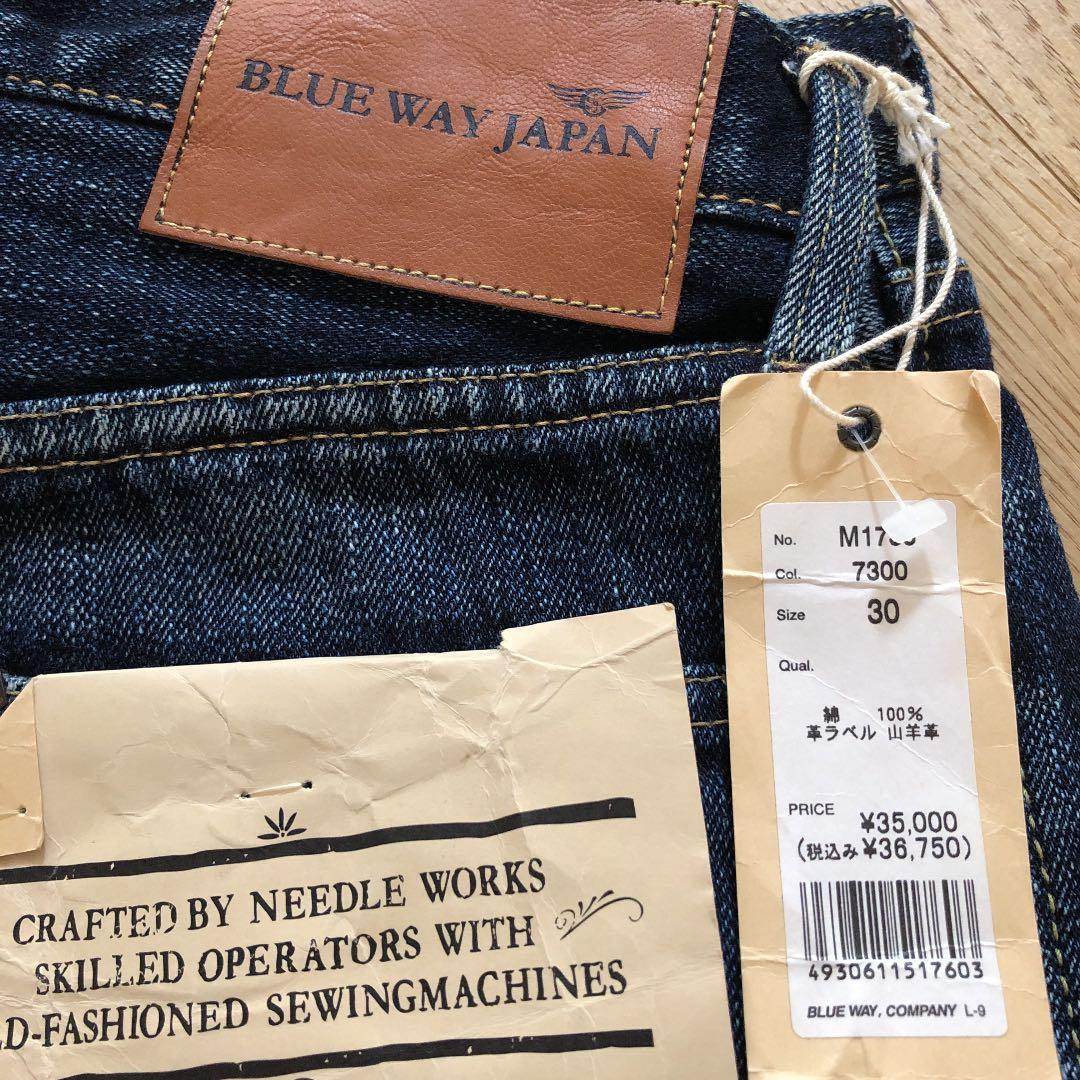 BLUE WAY JAPAN
No.
Col. 7300
Size 30
Qual.
綿 100%
革ラベル 山羊革
PRICE ¥35,000
(税込み¥36,750)
4930611517603
BLUE WAY, COMPANY L-9
CRAFTED BY NEEDLE WORKS
SKILLED OPERATORS WITH
D-FASHIONED SEWINGMACHINES